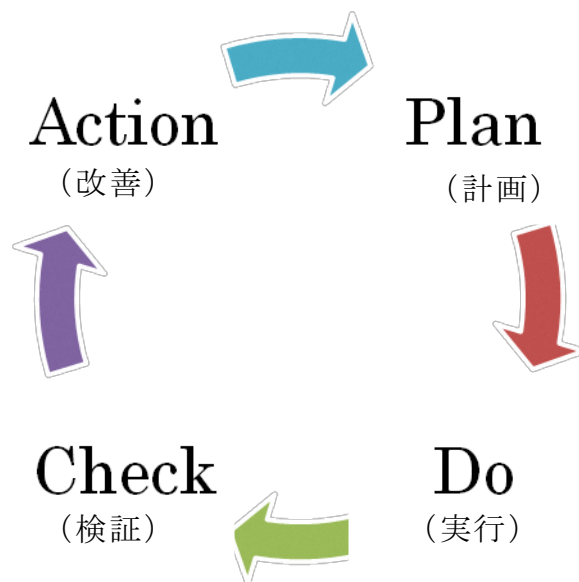 Action
（改善）
Plan
（計画）
Check
（検証）
Do
（実行）